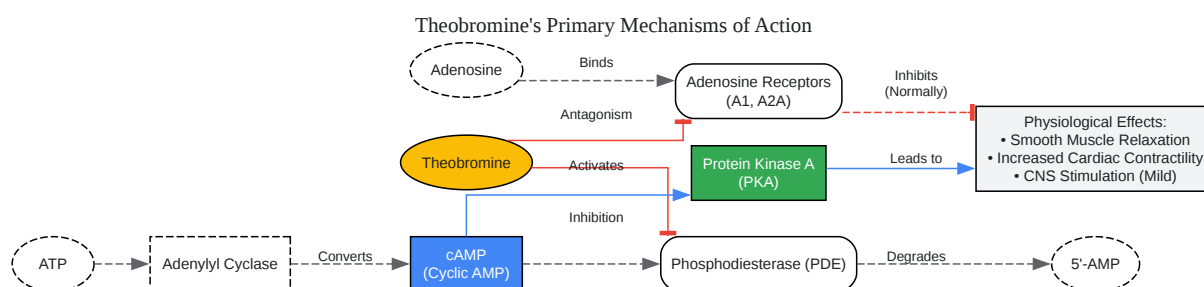 Theobromine's Primary Mechanisms of Action
Adenosine
Binds
Adenosine Receptors
(A1, A2A)
Inhibits
(Normally)
Antagonism
Physiological Effects:
• Smooth Muscle Relaxation
• Increased Cardiac Contractility
• CNS Stimulation (Mild)
Theobromine
Activates
Protein Kinase A
(PKA)
Leads to
Inhibition
ATP
Adenylyl Cyclase
Converts
cAMP
(Cyclic AMP)
Phosphodiesterase (PDE)
Degrades
5'-AMP